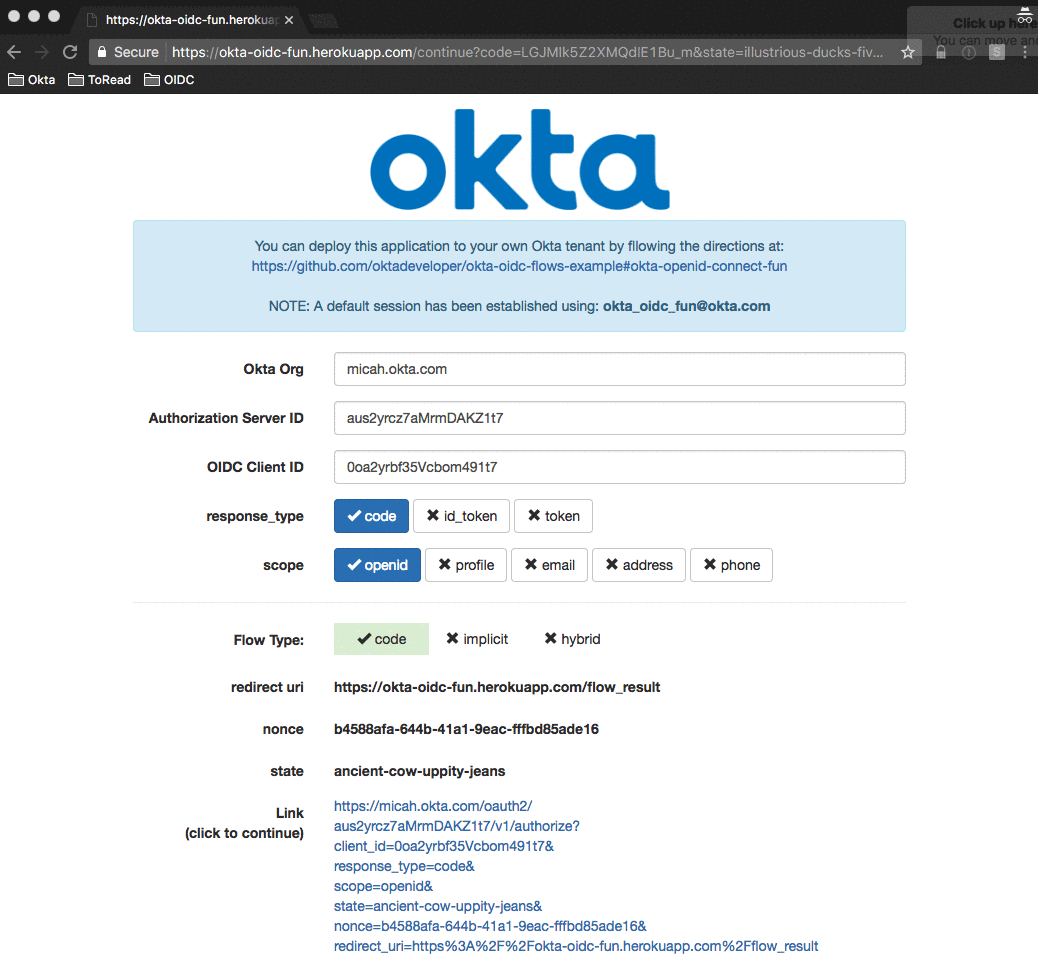 https://okta-oidc-fun.herokuap
Click up here
You can move and
Secure https://okta-oidc-fun.herokuapp.com/continue?code=LGJMlk5Z2XMQdlE1Bu_m&state=illustrious-ducks-fiv... S
Okta ToRead OIDC
okta
You can deploy this application to your own Okta tenant by fllowing the directions at:
https://github.com/oktadeveloper/okta-oidc-flows-example#okta-openid-connect-fun
NOTE: A default session has been established using: okta_oidc_fun@okta.com
Okta Org micah.okta.com
Authorization Server ID aus2yrcz7aMrmDAKZ1t7
OIDC Client ID 0oa2yrbf35Vcbom491t7
response_type code id_token token
scope openid profile email address phone
Flow Type: code implicit hybrid
redirect uri https://okta-oidc-fun.herokuapp.com/flow_result
nonce b4588afa-644b-41a1-9eac-fffbd85ade16
state ancient-cow-uppity-jeans
Link
(click to continue)
https://micah.okta.com/oauth2/
aus2yrcz7aMrmDAKZ1t7/v1/authorize?
client_id=0oa2yrbf35Vcbom491t7&
response_type=code&
scope=openid&
state=ancient-cow-uppity-jeans&
nonce=b4588afa-644b-41a1-9eac-fffbd85ade16&
redirect_uri=https%3A%2F%2Fokta-oidc-fun.herokuapp.com%2Fflow_result